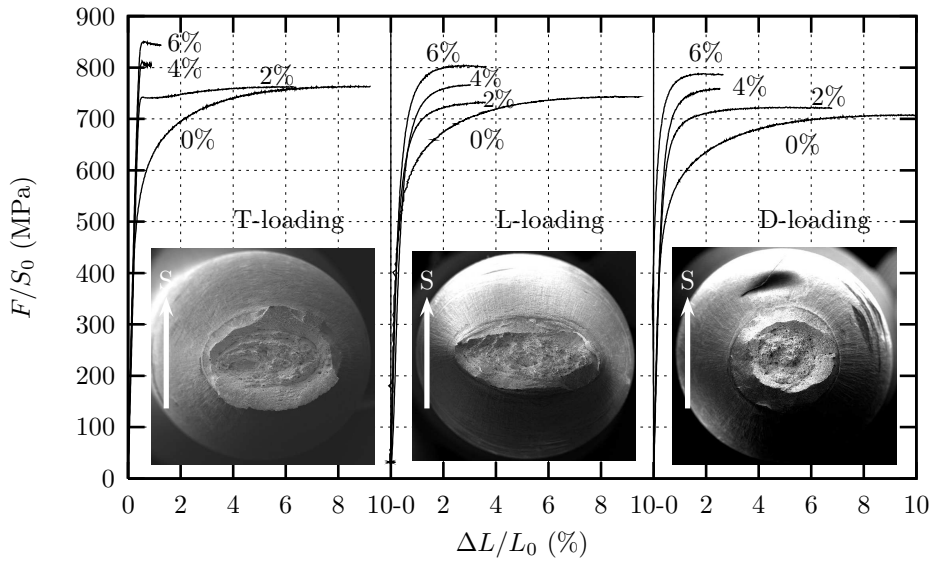 900
800
700
600
500
400
300
200
100
0
F/S₀ (MPa)
6%
4%
2%
0%
T-loading
S
6%
4%
2%
0%
L-loading
S
6%
4%
2%
0%
D-loading
S
0 2 4 6 8 10-0 2 4 6 8 10-0 2 4 6 8 10
ΔL/L₀ (%)